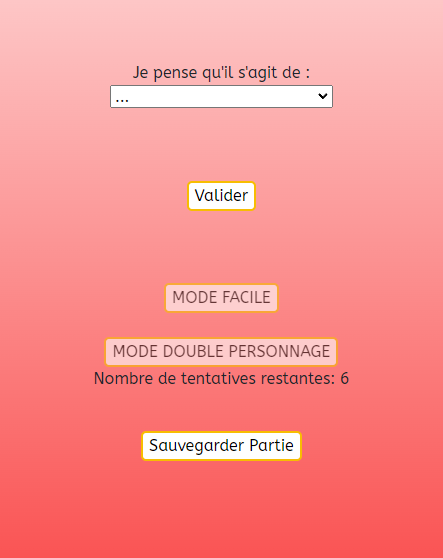 Je pense qu'il s'agit de :
...
Valider
MODE FACILE
MODE DOUBLE PERSONNAGE
Nombre de tentatives restantes: 6
Sauvegarder Partie